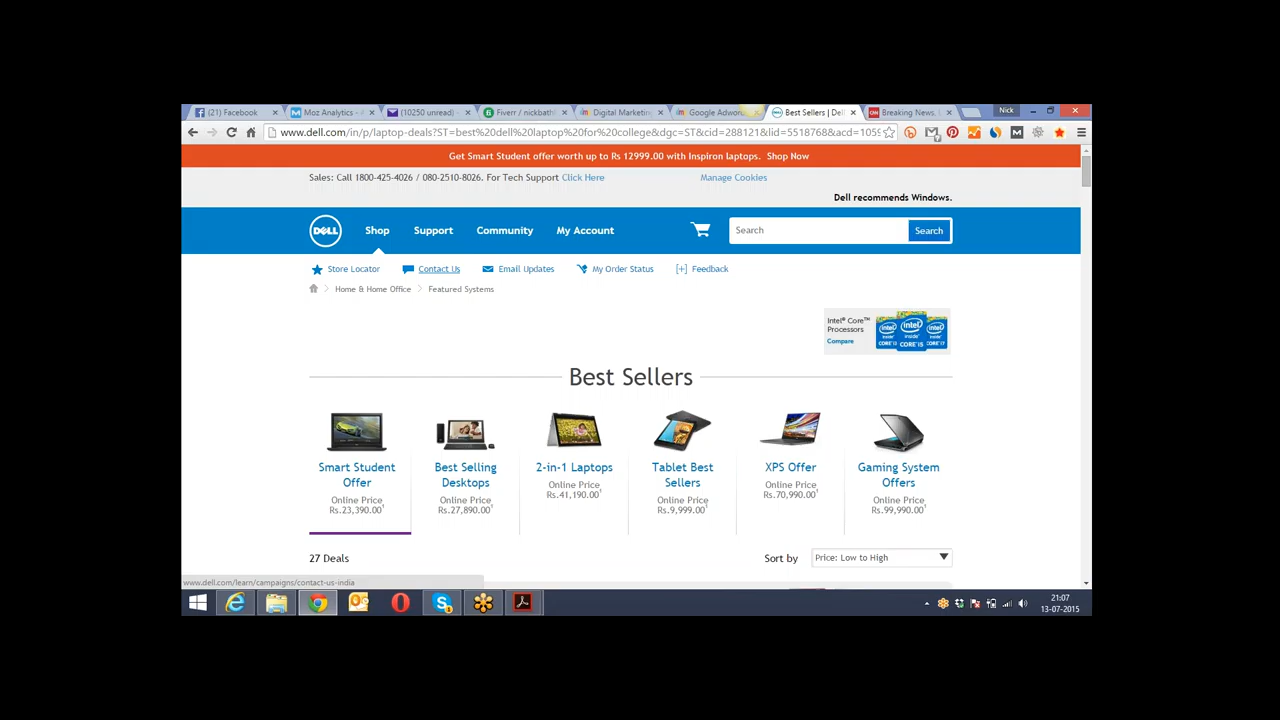 (21) Facebook
Moz Analytics -
(10250 unread) -
Fiverr / nickbathi
Digital Marketing
Google Adwor
Best Sellers | Dell
Breaking News,
Nick
www.dell.com/in/p/laptop-deals?ST=best%20dell%20laptop%20for%20college&dgc=ST&cid=288121&lid=5518768&acd=1059
Get Smart Student offer worth up to Rs 12999.00 with Inspiron laptops. Shop Now
Sales: Call 1800-425-4026 / 080-2510-8026. For Tech Support Click Here
Manage Cookies
Dell recommends Windows.
DELL
Shop
Support
Community
My Account
Search
Search
Store Locator
Contact Us
Email Updates
My Order Status
[+] Feedback
Home & Home Office
Featured Systems
Intel® Core™
Processors
Compare
Best Sellers
Smart Student
Offer
Online Price
Rs.23,390.00†
Best Selling
Desktops
Online Price
Rs.27,890.00†
2-in-1 Laptops
Online Price
Rs.41,190.00†
Tablet Best
Sellers
Online Price
Rs.9,999.00†
XPS Offer
Online Price
Rs.70,990.00†
Gaming System
Offers
Online Price
Rs.99,990.00†
27 Deals
Sort by
Price: Low to High
www.dell.com/learn/campaigns/contact-us-india
21:07
13-07-2015